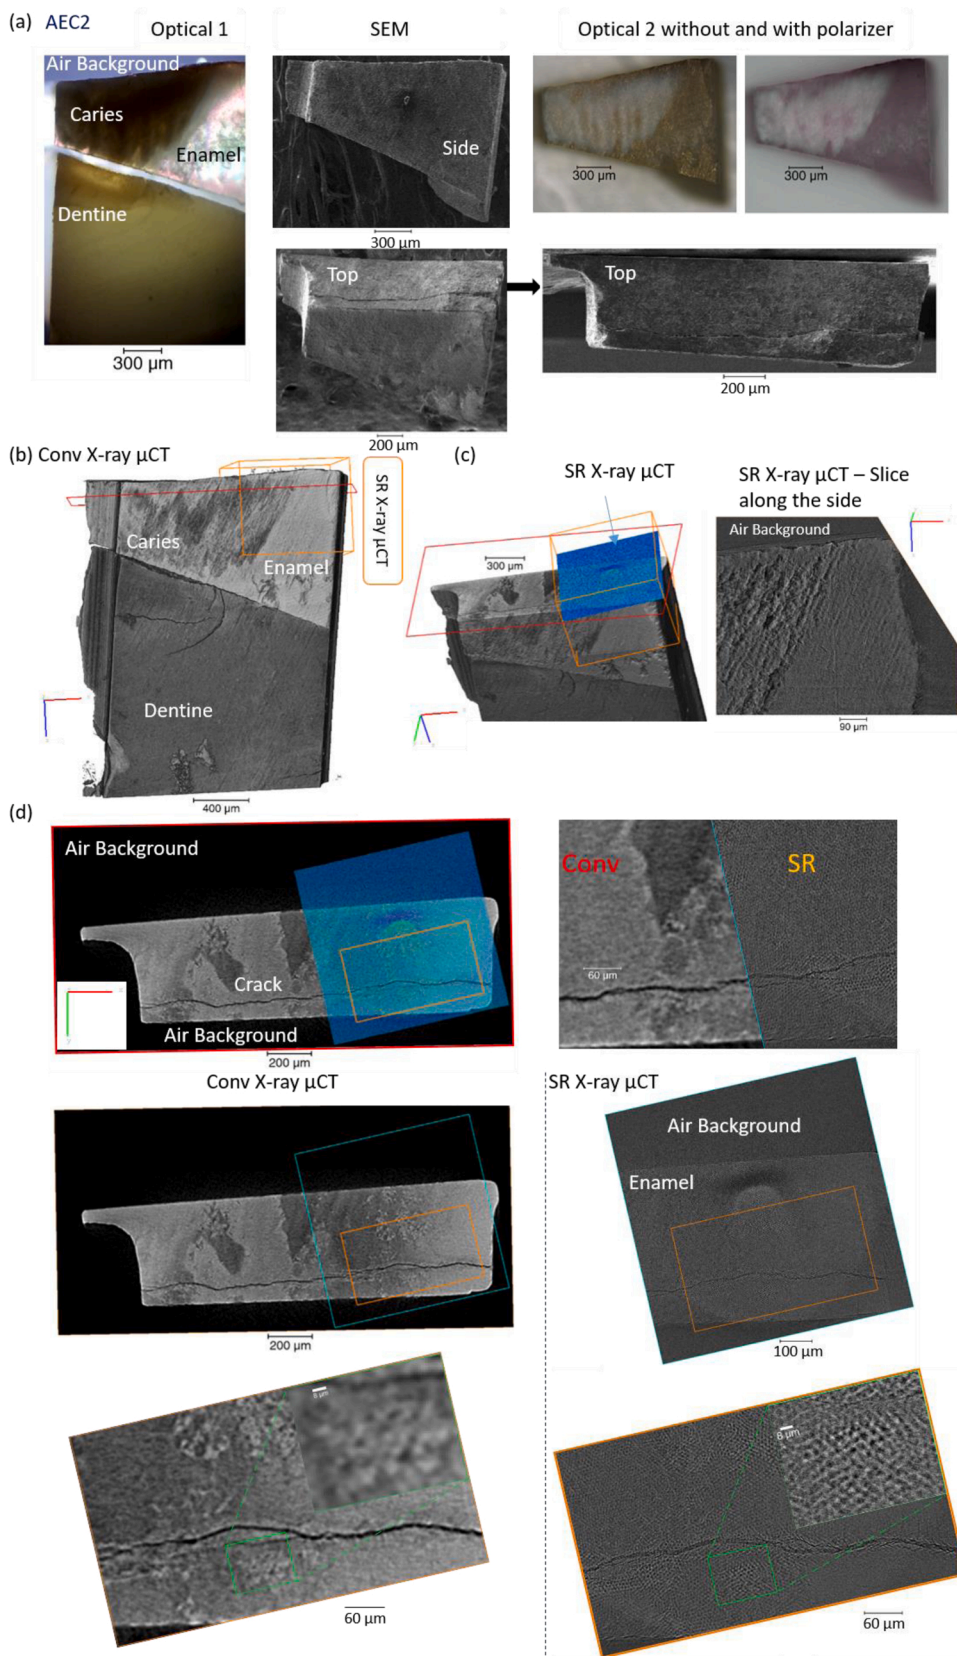 (a) AEC2
Optical 1
SEM
Optical 2 without and with polarizer
Air Background
Caries
Enamel
Dentine
300 µm
Side
300 µm
300 µm
300 µm
Top
200 µm
Top
200 µm
(b) Conv X-ray µCT
SR X-ray µCT
Caries
Enamel
Dentine
400 µm
(c)
SR X-ray µCT
300 µm
SR X-ray µCT – Slice
along the side
Air Background
90 µm
(d)
Air Background
Crack
Air Background
200 µm
Conv
SR
60 µm
Conv X-ray µCT
200 µm
SR X-ray µCT
Air Background
Enamel
100 µm
8 µm
60 µm
8 µm
60 µm